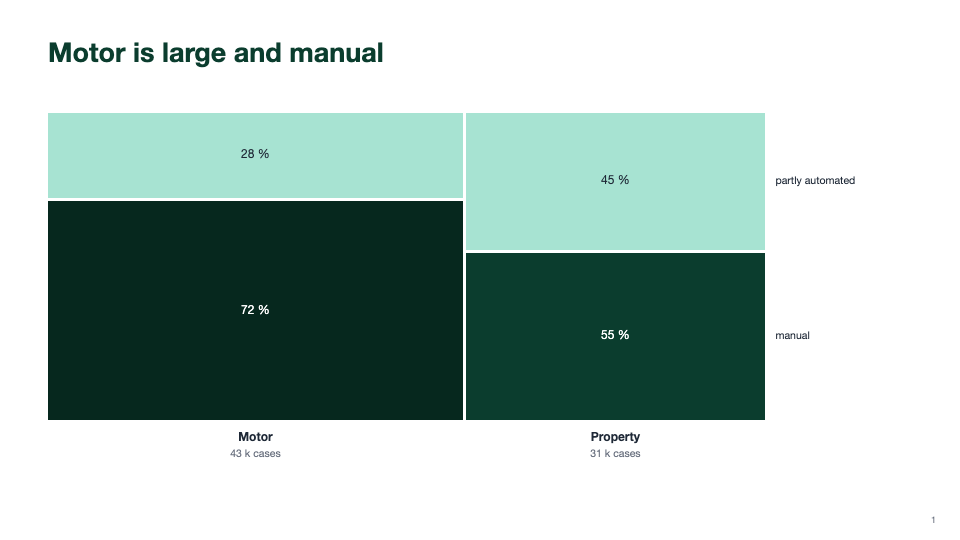 Motor is large and manual
28 %
45 %
partly automated
72 %
55 %
manual
Motor
Property
43 k cases
31 k cases
1